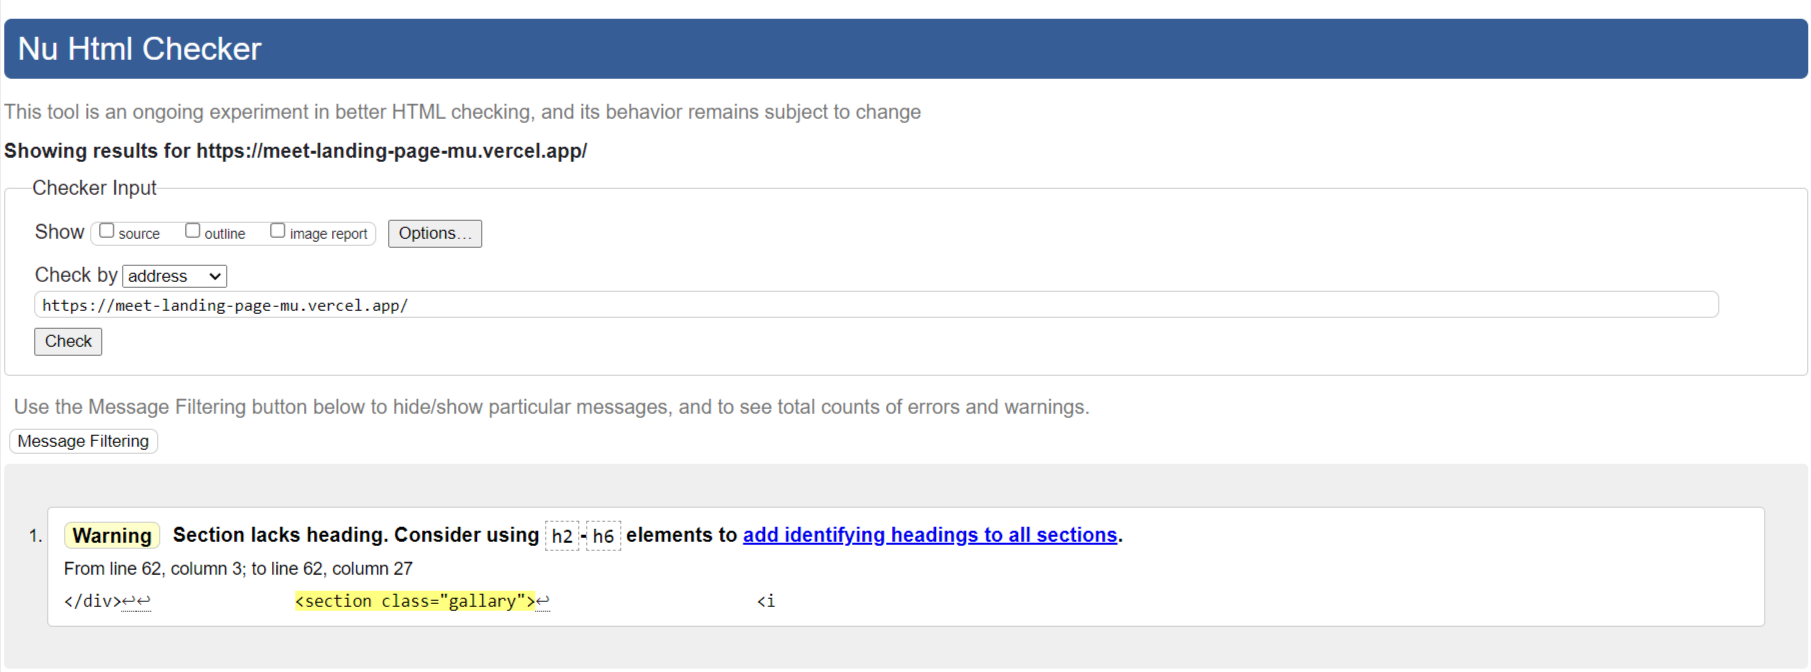 Nu Html Checker
This tool is an ongoing experiment in better HTML checking, and its behavior remains subject to change
Showing results for https://meet-landing-page-mu.vercel.app/
Checker Input
Show source outline image report Options...
Check by address
https://meet-landing-page-mu.vercel.app/
Check
Use the Message Filtering button below to hide/show particular messages, and to see total counts of errors and warnings.
Message Filtering
1. Warning Section lacks heading. Consider using h2-h6 elements to add identifying headings to all sections.
From line 62, column 3; to line 62, column 27
</div>↩↩ <section class="gallary">↩ <i